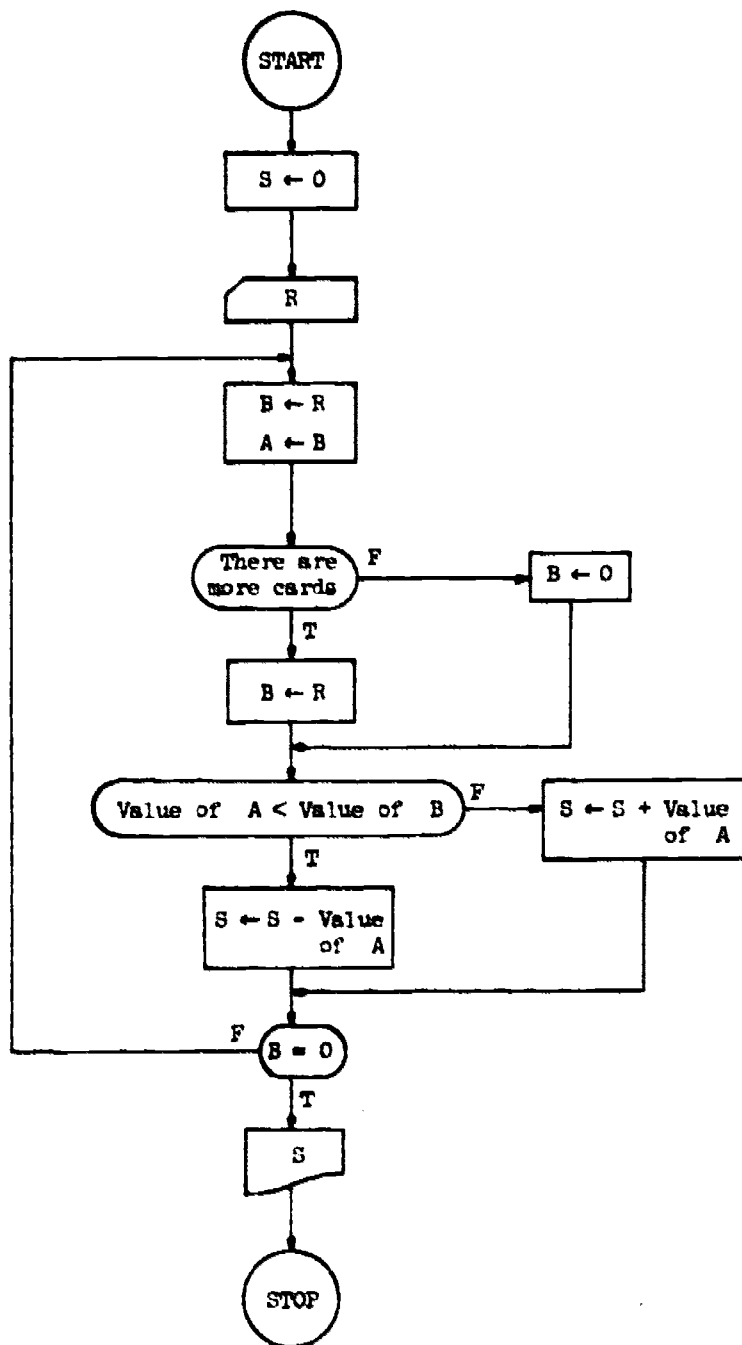 START
S ← 0
R
B ← R
A ← B
There are
more cards
F
B ← 0
T
B ← R
Value of A < Value of B
F
S ← S + Value
of A
T
S ← S - Value
of A
F
B = 0
T
S
STOP